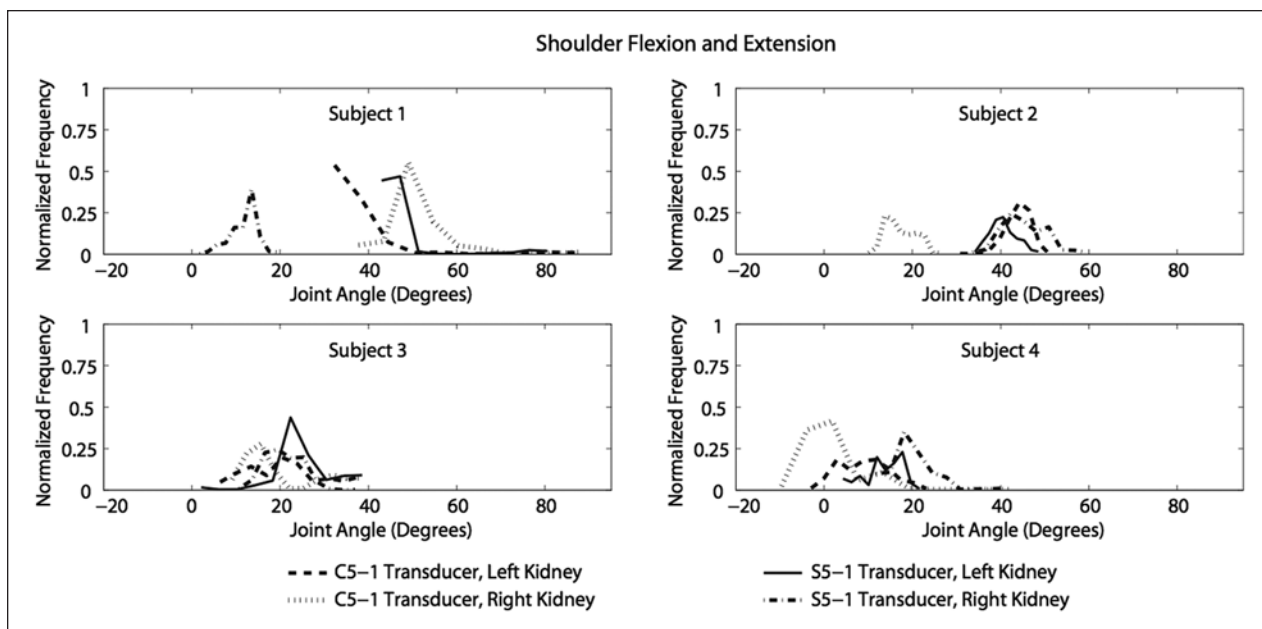 Shoulder Flexion and Extension
Normalized Frequency
1
0.75
0.5
0.25
0
Subject 1
−20 0 20 40 60 80
Joint Angle (Degrees)
Normalized Frequency
1
0.75
0.5
0.25
0
Subject 2
−20 0 20 40 60 80
Joint Angle (Degrees)
Normalized Frequency
1
0.75
0.5
0.25
0
Subject 3
−20 0 20 40 60 80
Joint Angle (Degrees)
Normalized Frequency
1
0.75
0.5
0.25
0
Subject 4
−20 0 20 40 60 80
Joint Angle (Degrees)
C5−1 Transducer, Left Kidney
C5−1 Transducer, Right Kidney
S5−1 Transducer, Left Kidney
S5−1 Transducer, Right Kidney